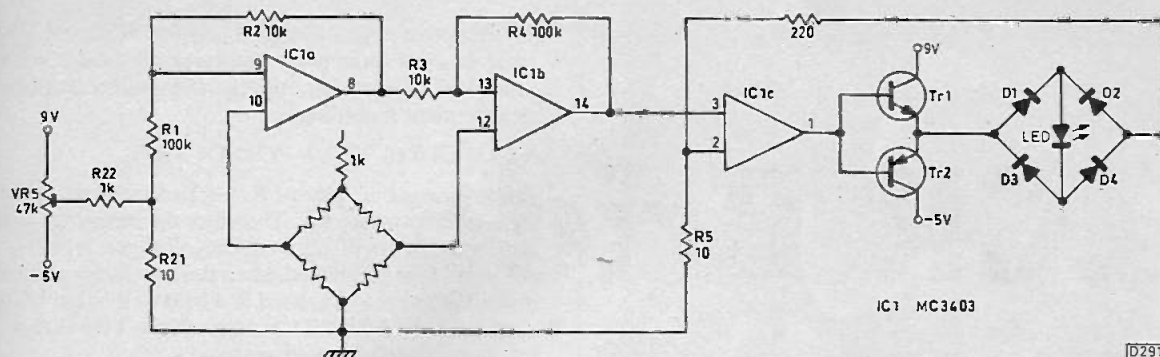 R2 10k
IC1a
9
8
10
R3
10k
R4 100k
IC1b
13
14
12
220
9V
Tr1
IC1c
3
1
2
Tr2
-5V
D1
D2
LED
D3
D4
9V
VR5
47k
-5V
R22
1k
R1
100k
R21
10
1k
R5
10
IC1 MC3403